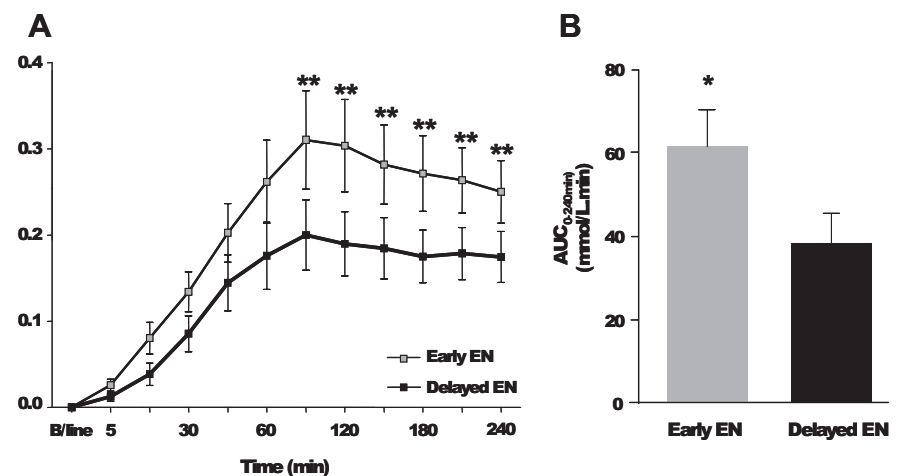 A
0.4
0.3
0.2
0.1
0.0
** ** ** ** ** **
Early EN
Delayed EN
B/line 5 30 60 120 180 240
Time (min)
B
80
60
40
20
0
*
AUC0-240min)
(mmol/L.min)
Early EN Delayed EN